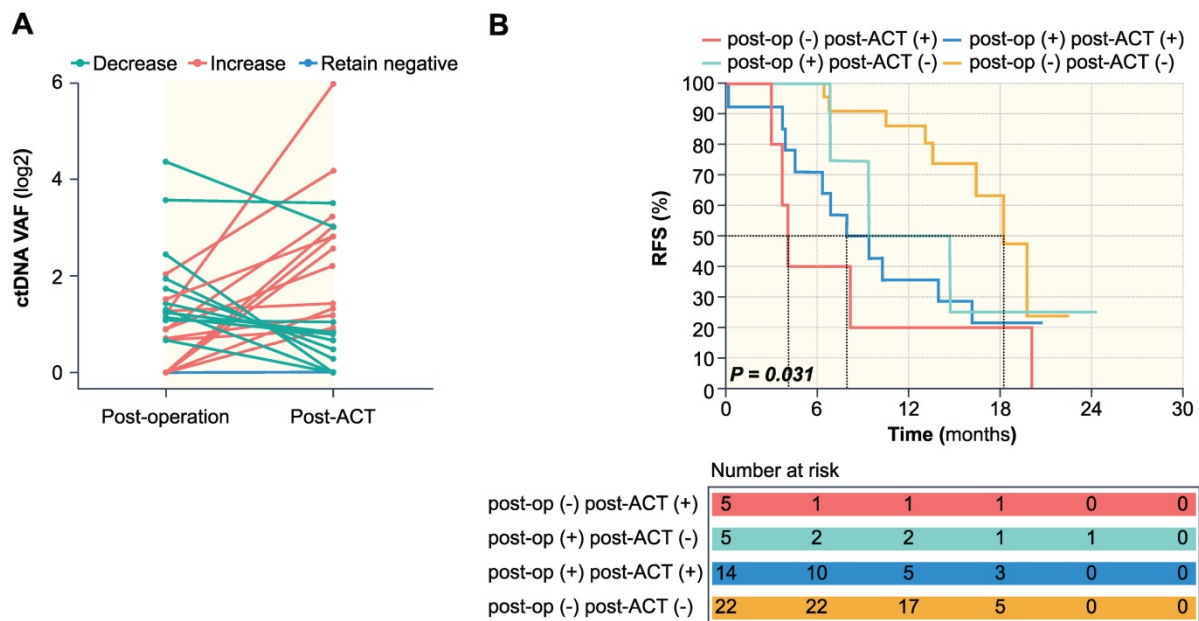 A
Decrease Increase Retain negative
6
4
2
0
ctDNA VAF (log2)
Post-operation Post-ACT
B
post-op (-) post-ACT (+) post-op (+) post-ACT (+)
post-op (+) post-ACT (-) post-op (-) post-ACT (-)
100
90
80
70
60
50
40
30
20
10
0
RFS (%)
P = 0.031
0 6 12 18 24 30
Time (months)
Number at risk
post-op (-) post-ACT (+) 5 1 1 1 0 0
post-op (+) post-ACT (-) 5 2 2 1 1 0
post-op (+) post-ACT (+) 14 10 5 3 0 0
post-op (-) post-ACT (-) 22 22 17 5 0 0